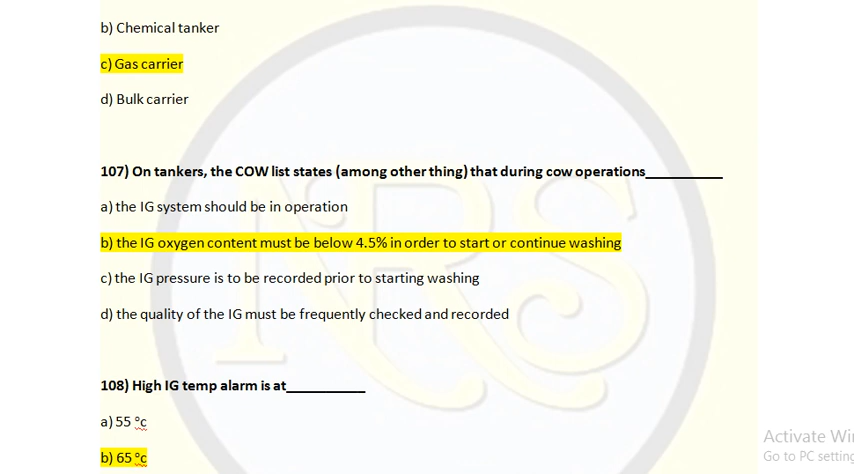 b) Chemical tanker
c) Gas carrier
d) Bulk carrier
107) On tankers, the COW list states (among other thing) that during cow operations___________
a) the IG system should be in operation
b) the IG oxygen content must be below 4.5% in order to start or continue washing
c) the IG pressure is to be recorded prior to starting washing
d) the quality of the IG must be frequently checked and recorded
108) High IG temp alarm is at___________
a) 55 °c
b) 65 °c
NRS
Activate Wi
Go to PC setting